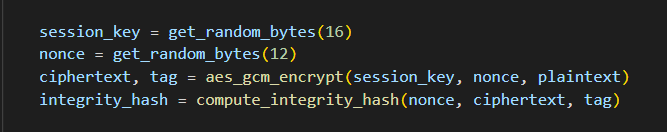 session_key = get_random_bytes(16)
nonce = get_random_bytes(12)
ciphertext, tag = aes_gcm_encrypt(session_key, nonce, plaintext)
integrity_hash = compute_integrity_hash(nonce, ciphertext, tag)